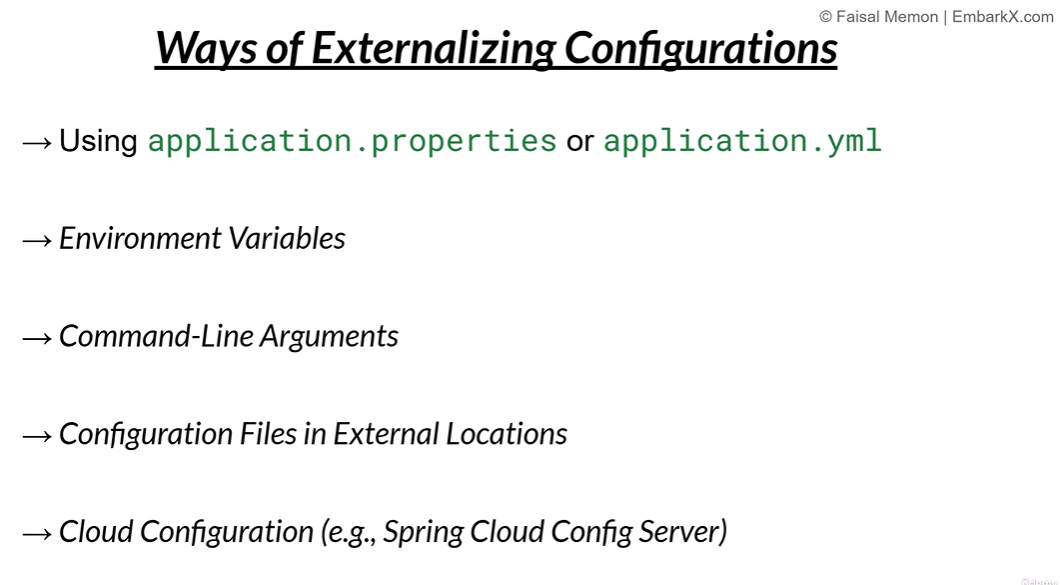 © Faisal Memon | EmbarkX.com
Ways of Externalizing Configurations
→ Using application.properties or application.yml
→ Environment Variables
→ Command-Line Arguments
→ Configuration Files in External Locations
→ Cloud Configuration (e.g., Spring Cloud Config Server)